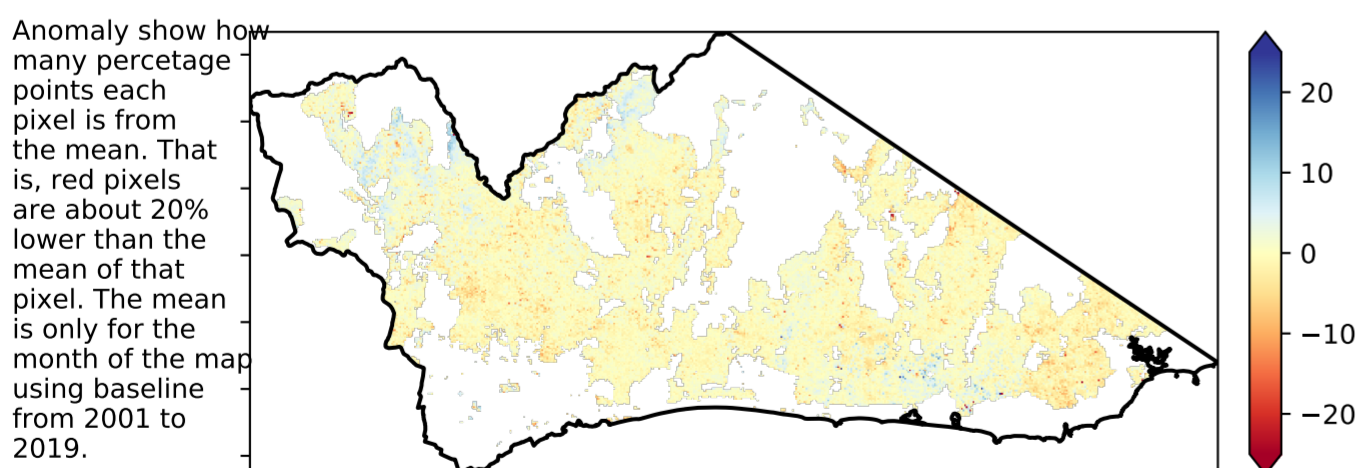 Anomaly show how
many percetage
points each
pixel is from
the mean. That
is, red pixels
are about 20%
lower than the
mean of that
pixel. The mean
is only for the
month of the map
using baseline
from 2001 to
2019.
20
10
0
−10
−20